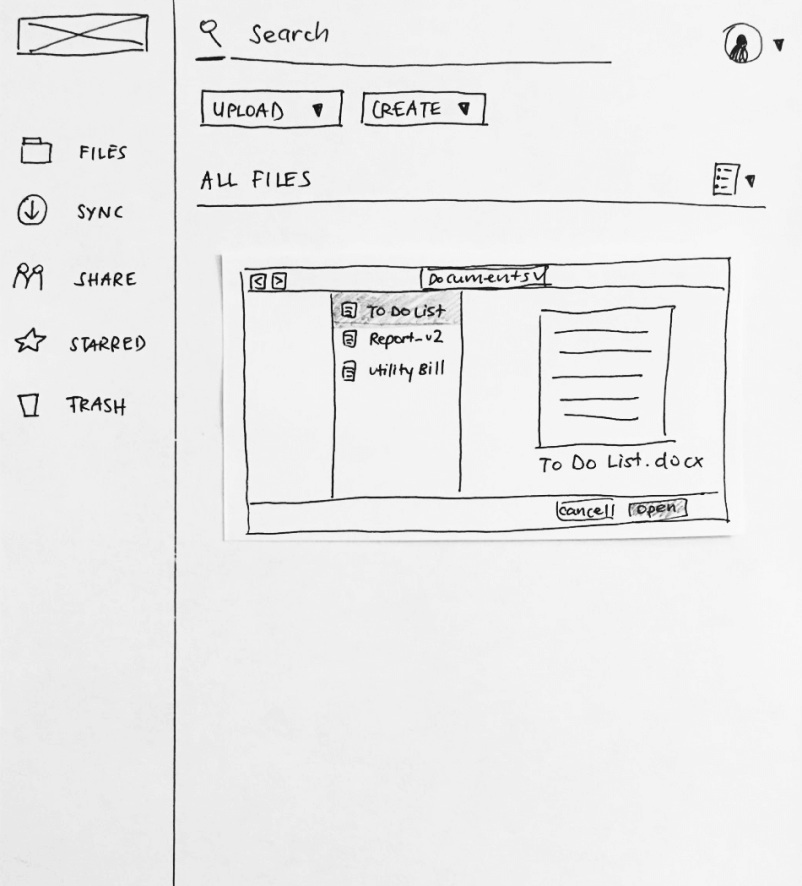 Search
UPLOAD
CREATE
FILES
SYNC
SHARE
STARRED
TRASH
ALL FILES
< >
Documents v
To Do List
Report_v2
Utility Bill
To Do List.docx
cancel
open